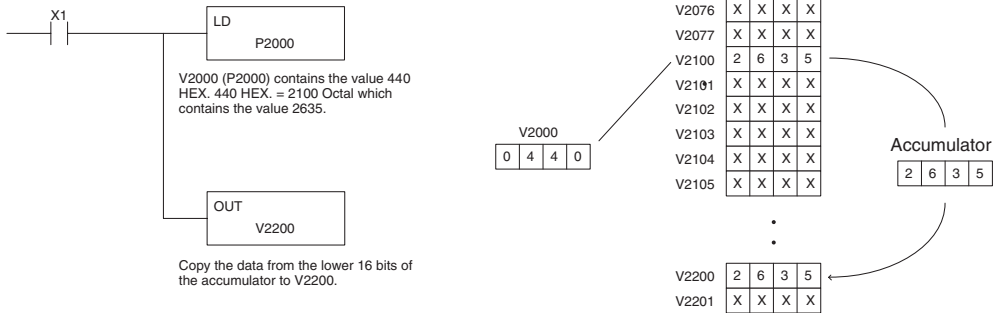 X1
LD
P2000
V2000 (P2000) contains the value 440
HEX. 440 HEX. = 2100 Octal which
contains the value 2635.
OUT
V2200
Copy the data from the lower 16 bits of
the accumulator to V2200.
V2000
0 4 4 0
V2076 X X X X
V2077 X X X X
V2100 2 6 3 5
V2101 X X X X
V2102 X X X X
V2103 X X X X
V2104 X X X X
V2105 X X X X
V2200 2 6 3 5
V2201 X X X X
Accumulator
2 6 3 5